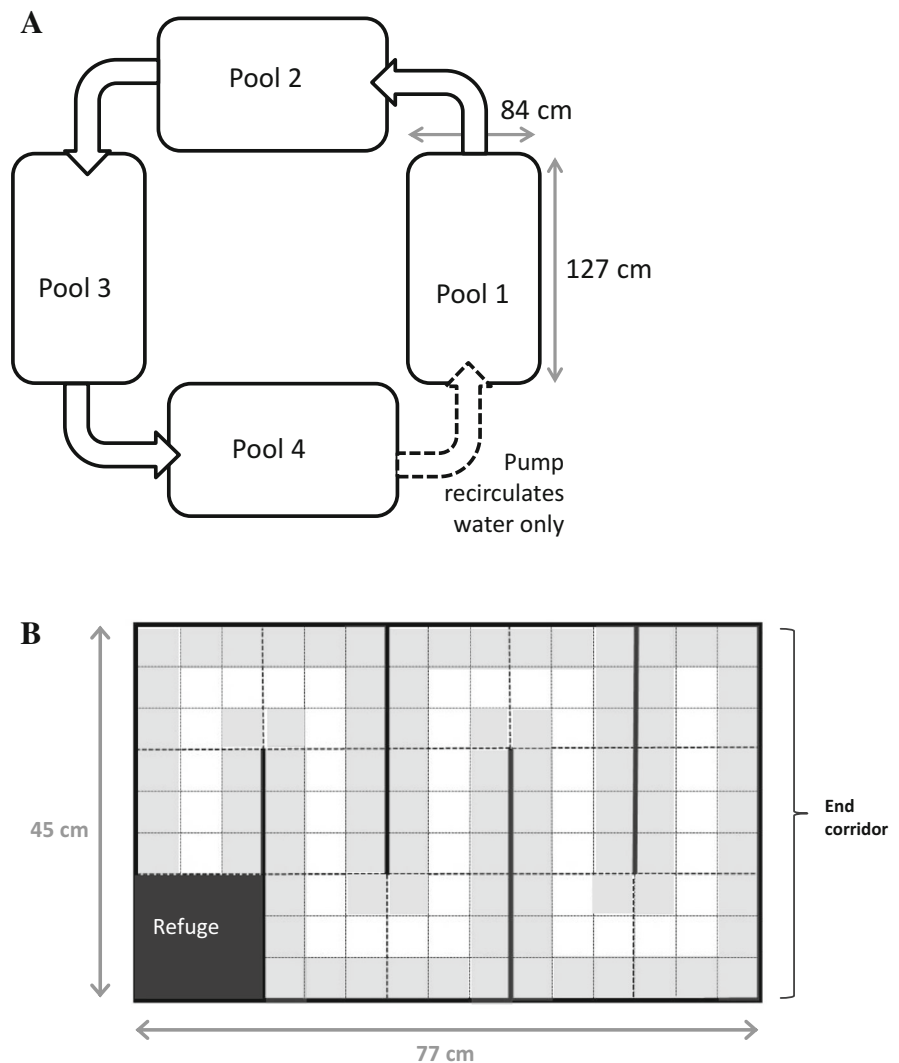 A
Pool 2
84 cm
Pool 3
Pool 1
127 cm
Pool 4
Pump
recirculates
water only
B
45 cm
Refuge
End
corridor
77 cm